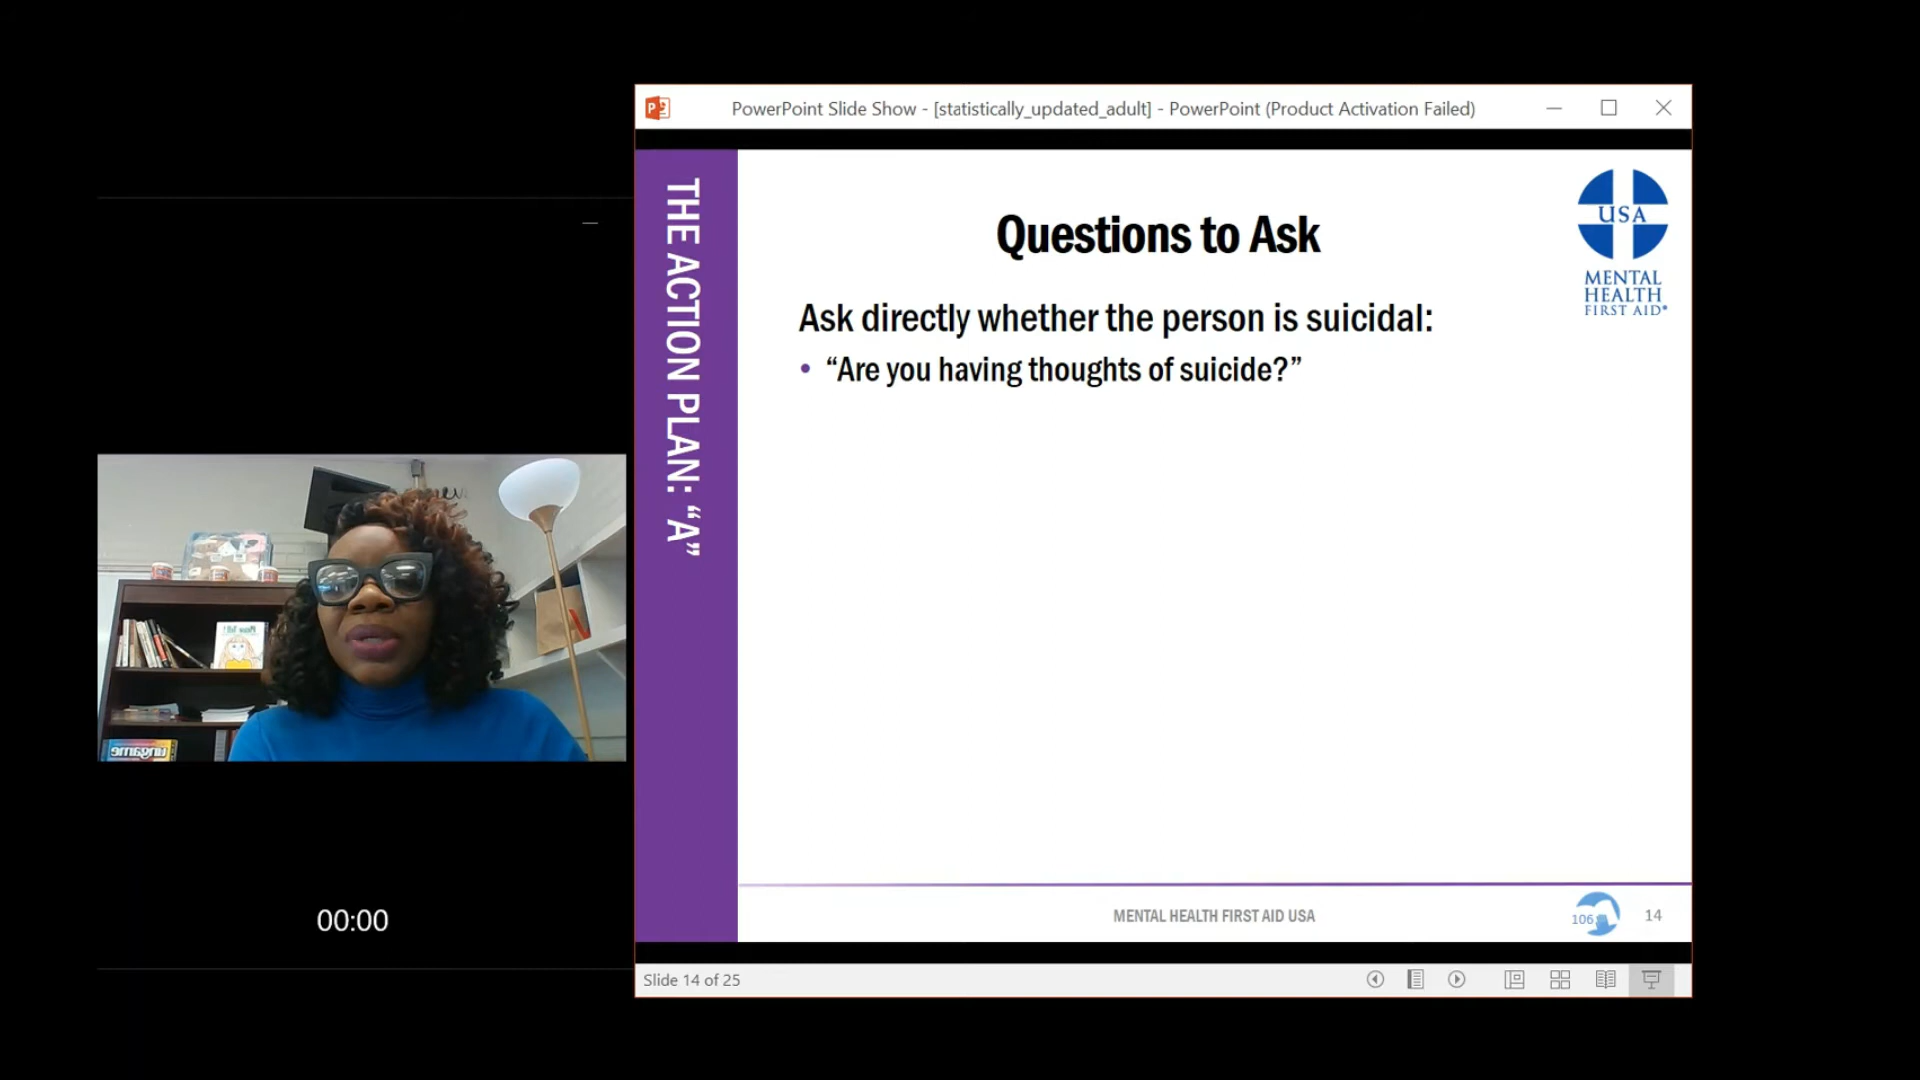 PowerPoint Slide Show - [statistically_updated_adult] - PowerPoint (Product Activation Failed)
THE ACTION PLAN: “A”
Questions to Ask
USA
MENTAL
HEALTH
FIRST AID®
Ask directly whether the person is suicidal:
• “Are you having thoughts of suicide?”
ungame
00:00
MENTAL HEALTH FIRST AID USA
106
14
Slide 14 of 25